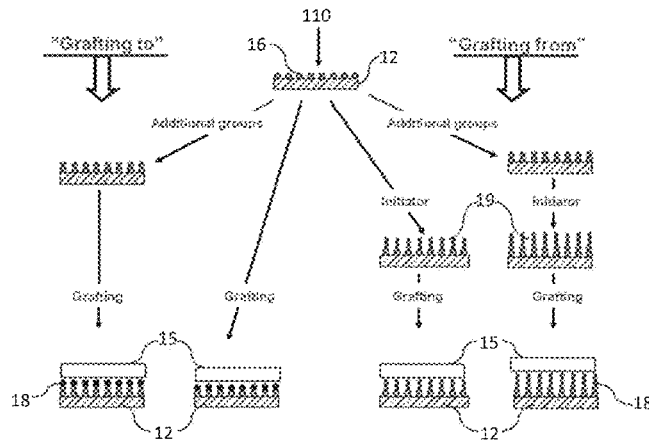 110
"Grafting to"
16
12
"Grafting from"
Additional groups
Additional groups
Initiator
19
Initiator
Grafting
Grafting
Grafting
Grafting
15
15
18
18
12
12